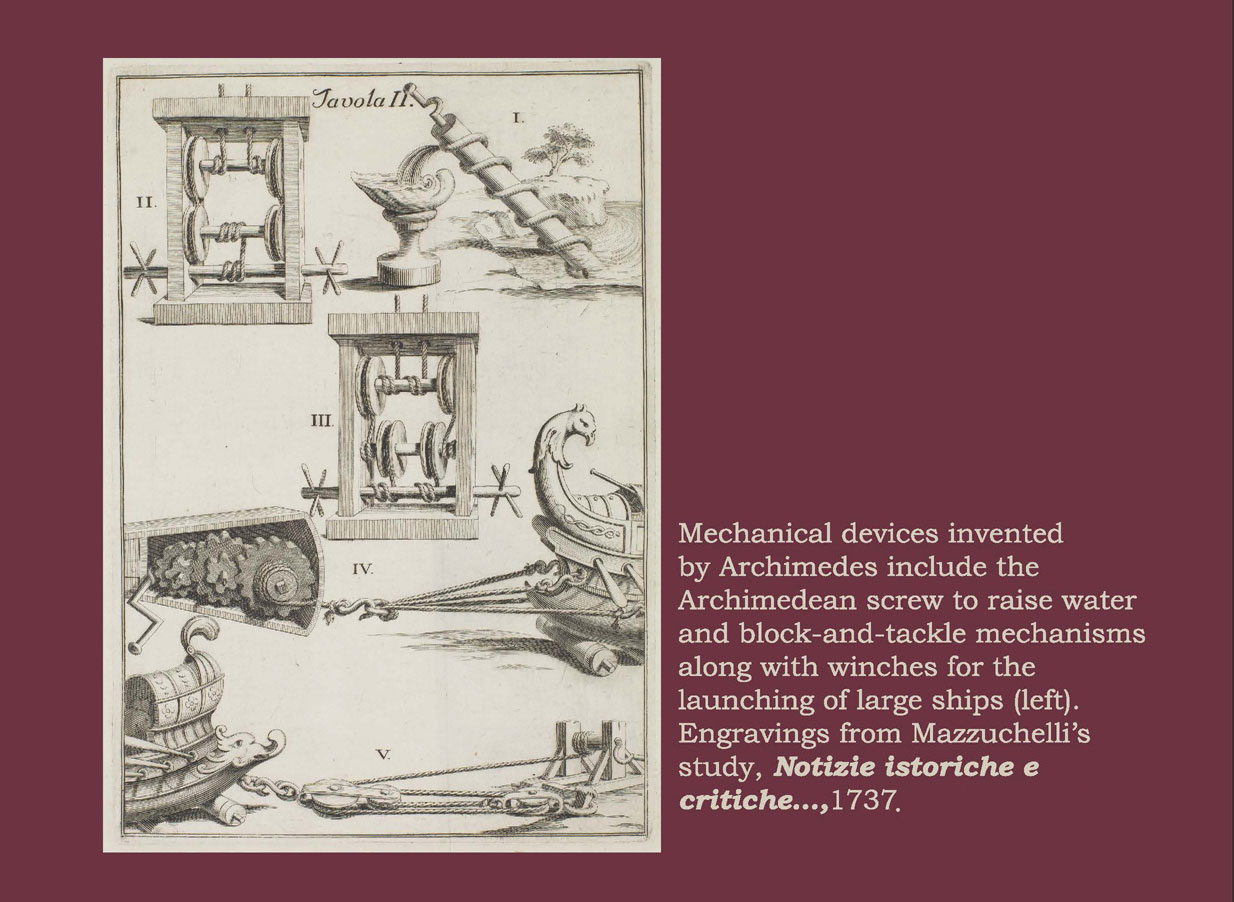 Tavola II.
I.
II.
III.
IV.
V.
Mechanical devices invented
by Archimedes include the
Archimedean screw to raise water
and block-and-tackle mechanisms
along with winches for the
launching of large ships (left).
Engravings from Mazzuchelli’s
study, Notizie istoriche e
critiche...,1737.